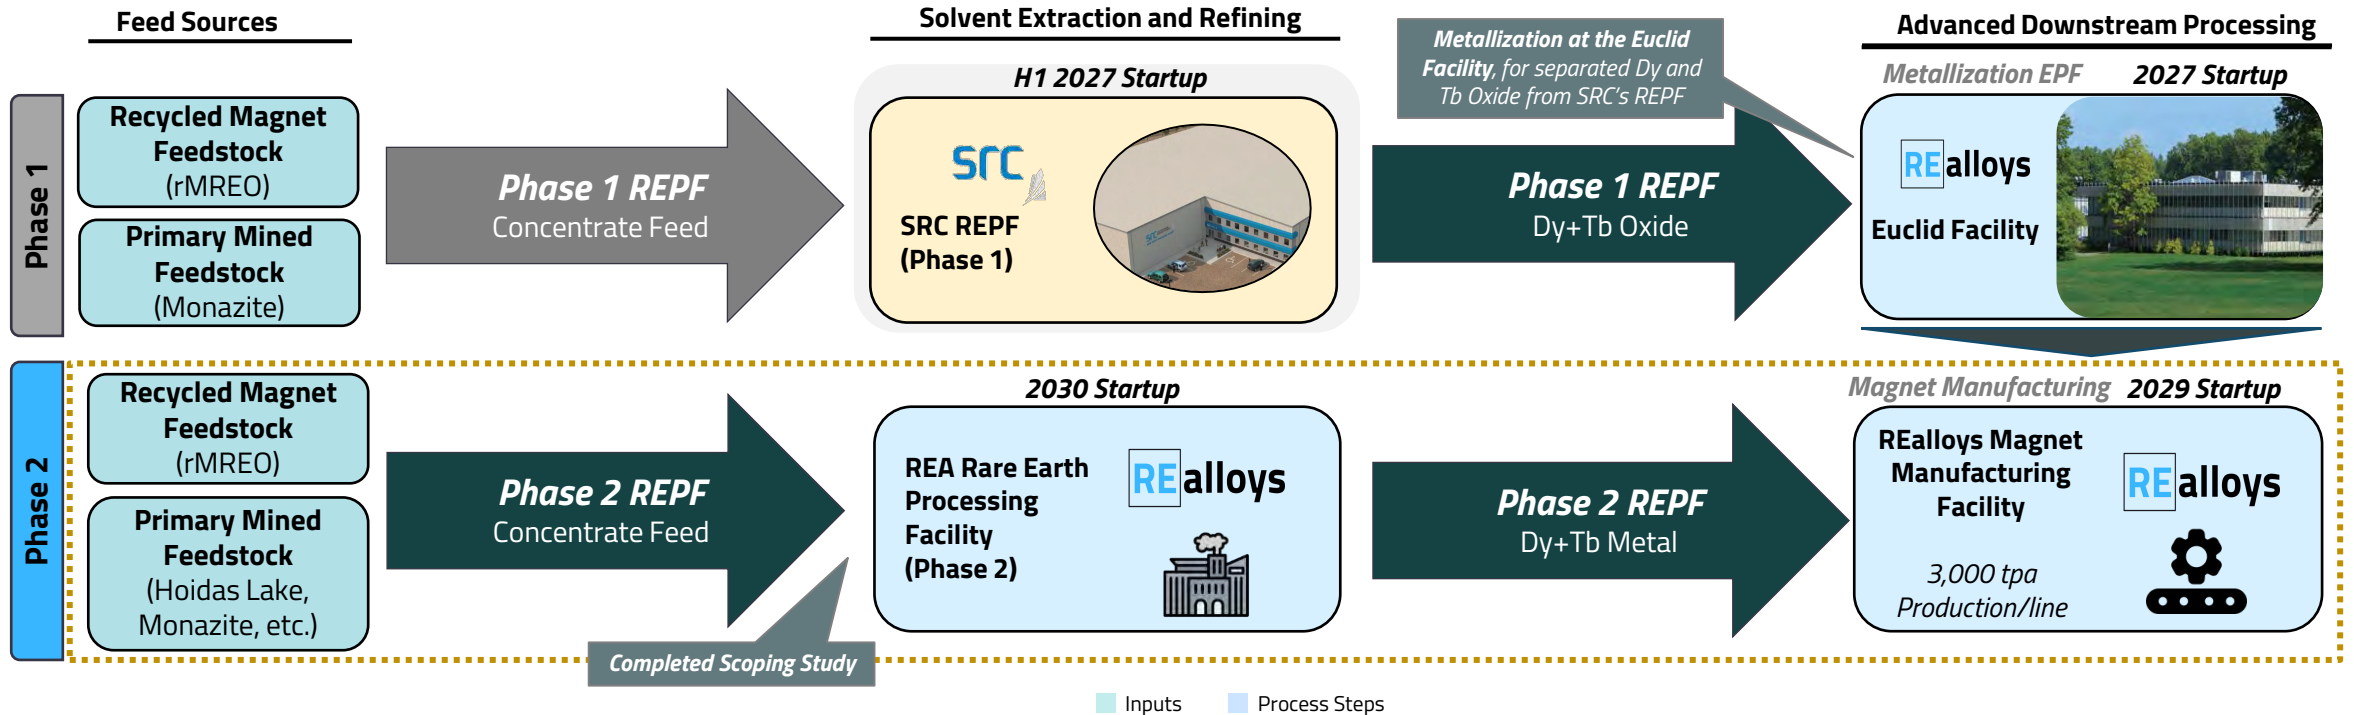 Feed Sources
Solvent Extraction and Refining
Advanced Downstream Processing
Phase 1
Recycled Magnet
Feedstock
(rMREO)
Primary Mined
Feedstock
(Monazite)
Phase 1 REPF
Concentrate Feed
H1 2027 Startup
src
SRC REPF
(Phase 1)
src
Metallization at the Euclid
Facility, for separated Dy and
Tb Oxide from SRC's REPF
Phase 1 REPF
Dy+Tb Oxide
Metallization EPF
2027 Startup
REalloys
Euclid Facility
Phase 2
Recycled Magnet
Feedstock
(rMREO)
Primary Mined
Feedstock
(Hoidas Lake,
Monazite, etc.)
Phase 2 REPF
Concentrate Feed
Completed Scoping Study
2030 Startup
REA Rare Earth
Processing
Facility
(Phase 2)
REalloys
Phase 2 REPF
Dy+Tb Metal
Magnet Manufacturing
2029 Startup
REalloys Magnet
Manufacturing
Facility
3,000 tpa
Production/line
REalloys
Inputs
Process Steps